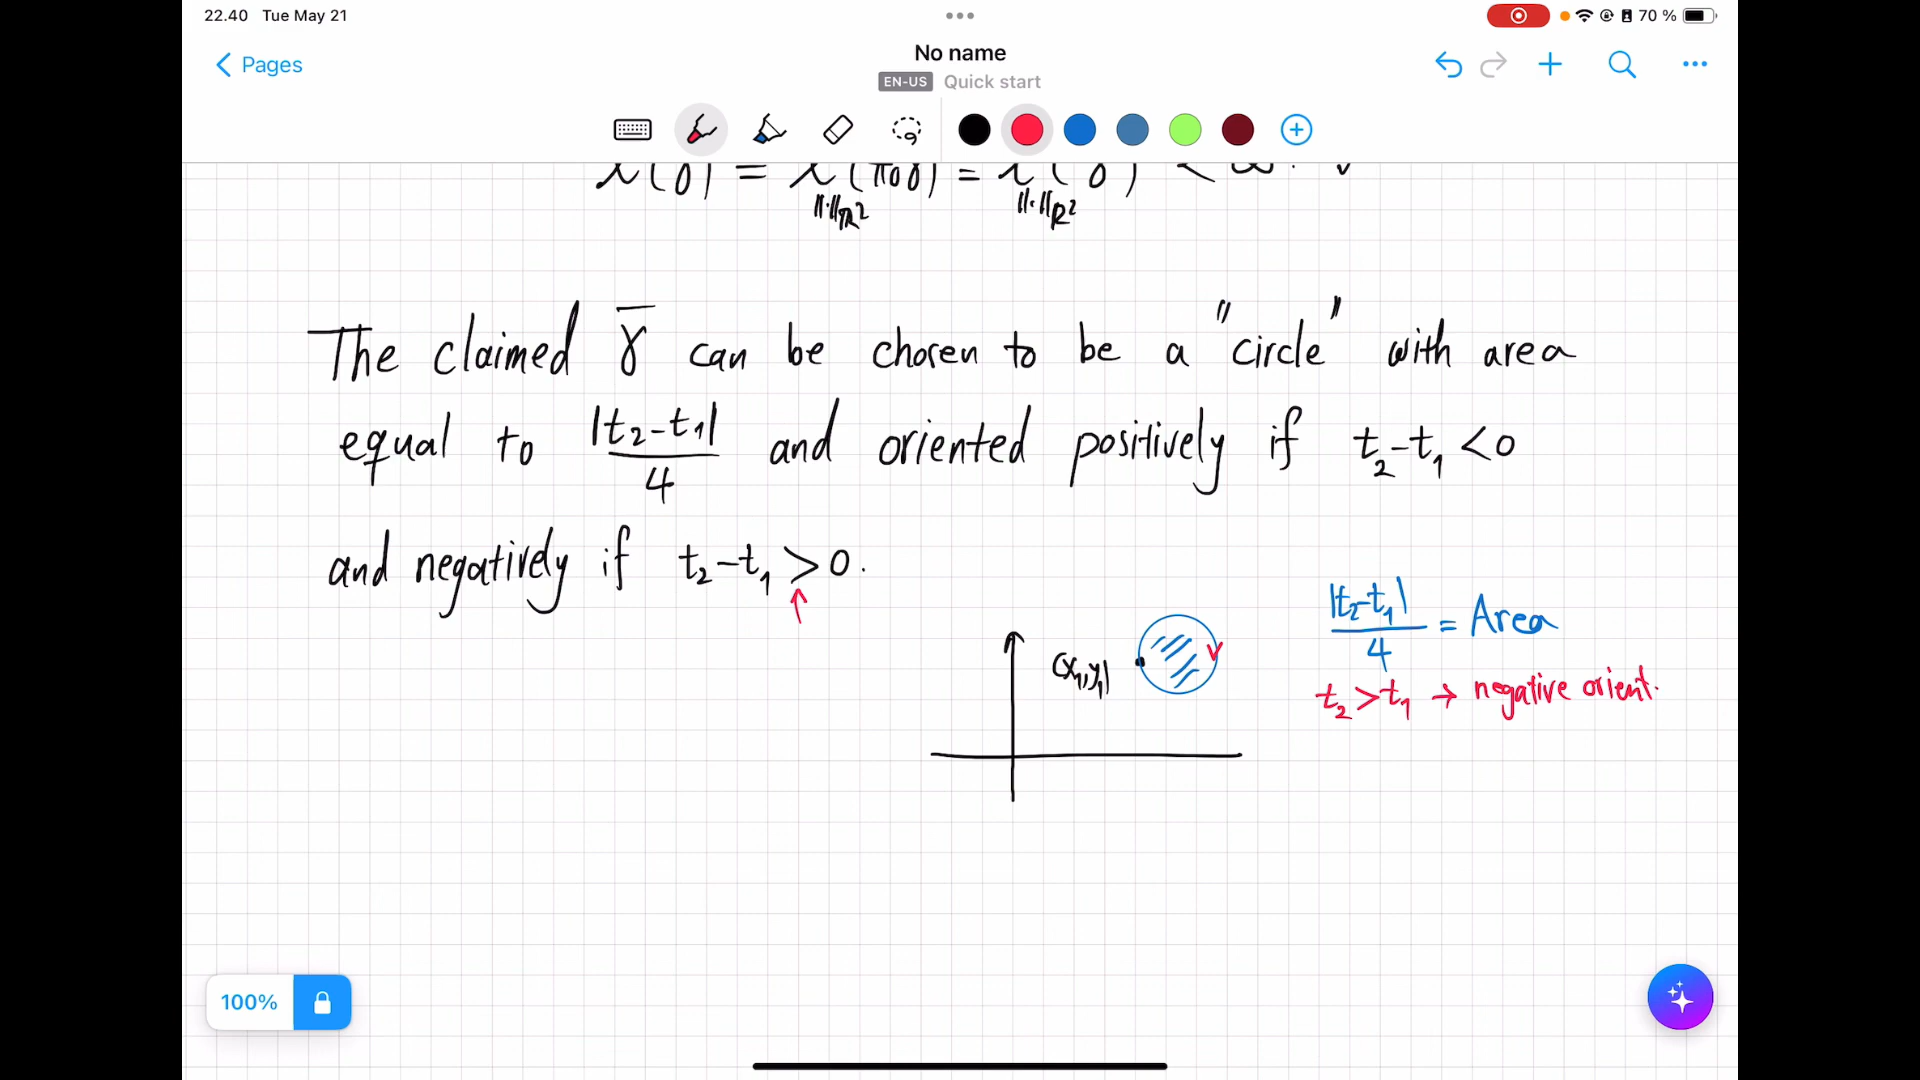 22.40 Tue May 21
70 %
No name
Pages
EN-US Quick start
The claimed γ̄ can be chosen to be a "circle" with area
equal to |t₂-t₁|/4 and oriented positively if t₂-t₁ <0
and negatively if t₂-t₁ >0.
|t₂-t₁|/4 = Area
(x₁,y₁)
t₂ >t₁ → negative orient.
100%